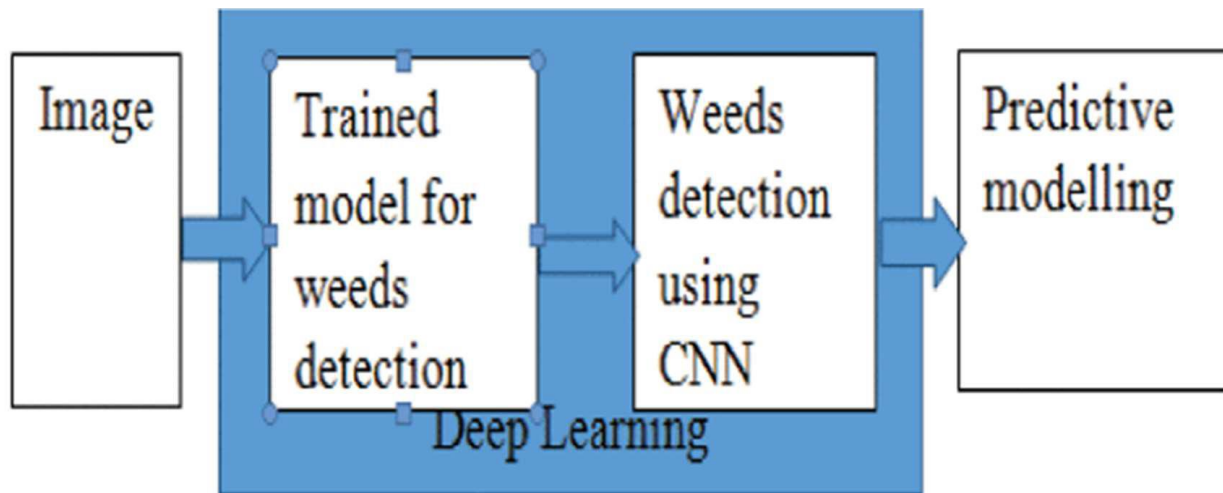 Image
Trained
model for
weeds
detection
Weeds
detection
using
CNN
Predictive
modelling
Deep Learning